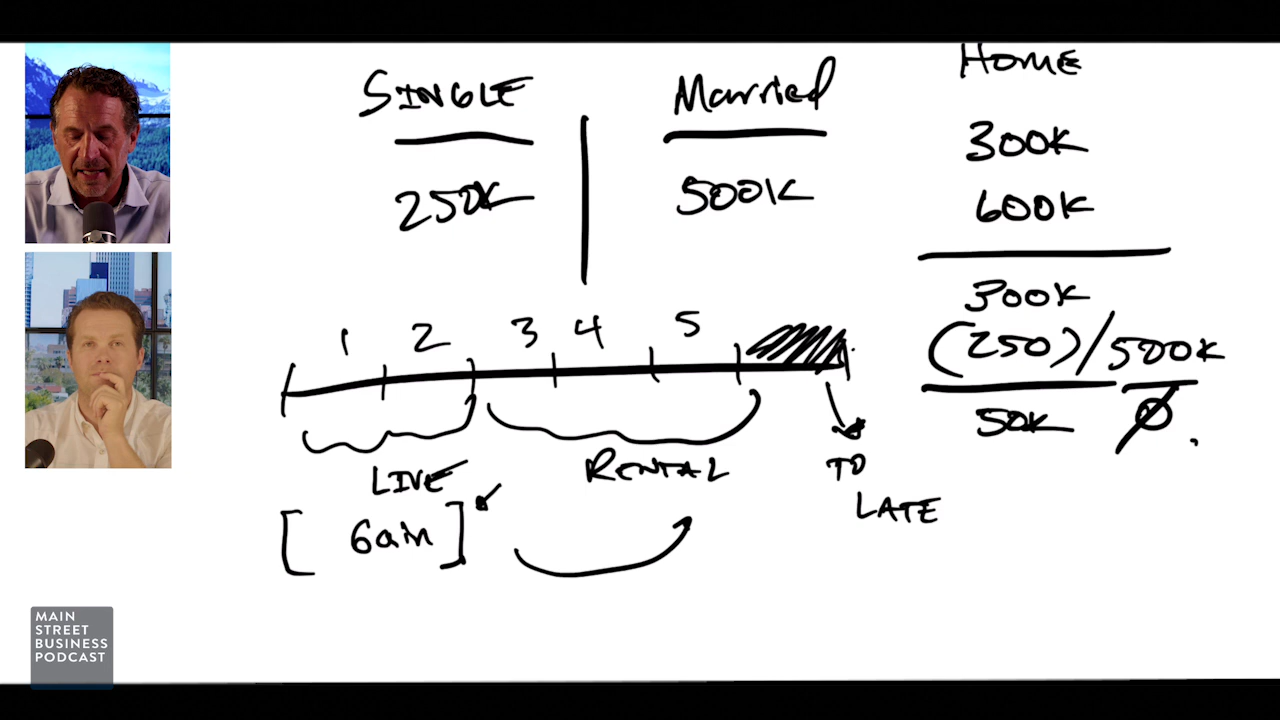 SINGLE
250K
Married
500K
HOME
300K
600K
300K
(250)/500K
50K Ø
1 2 3 4 5
LIVE
RENTAL
TO
LATE
[ Gain ]
MAIN
STREET
BUSINESS
PODCAST